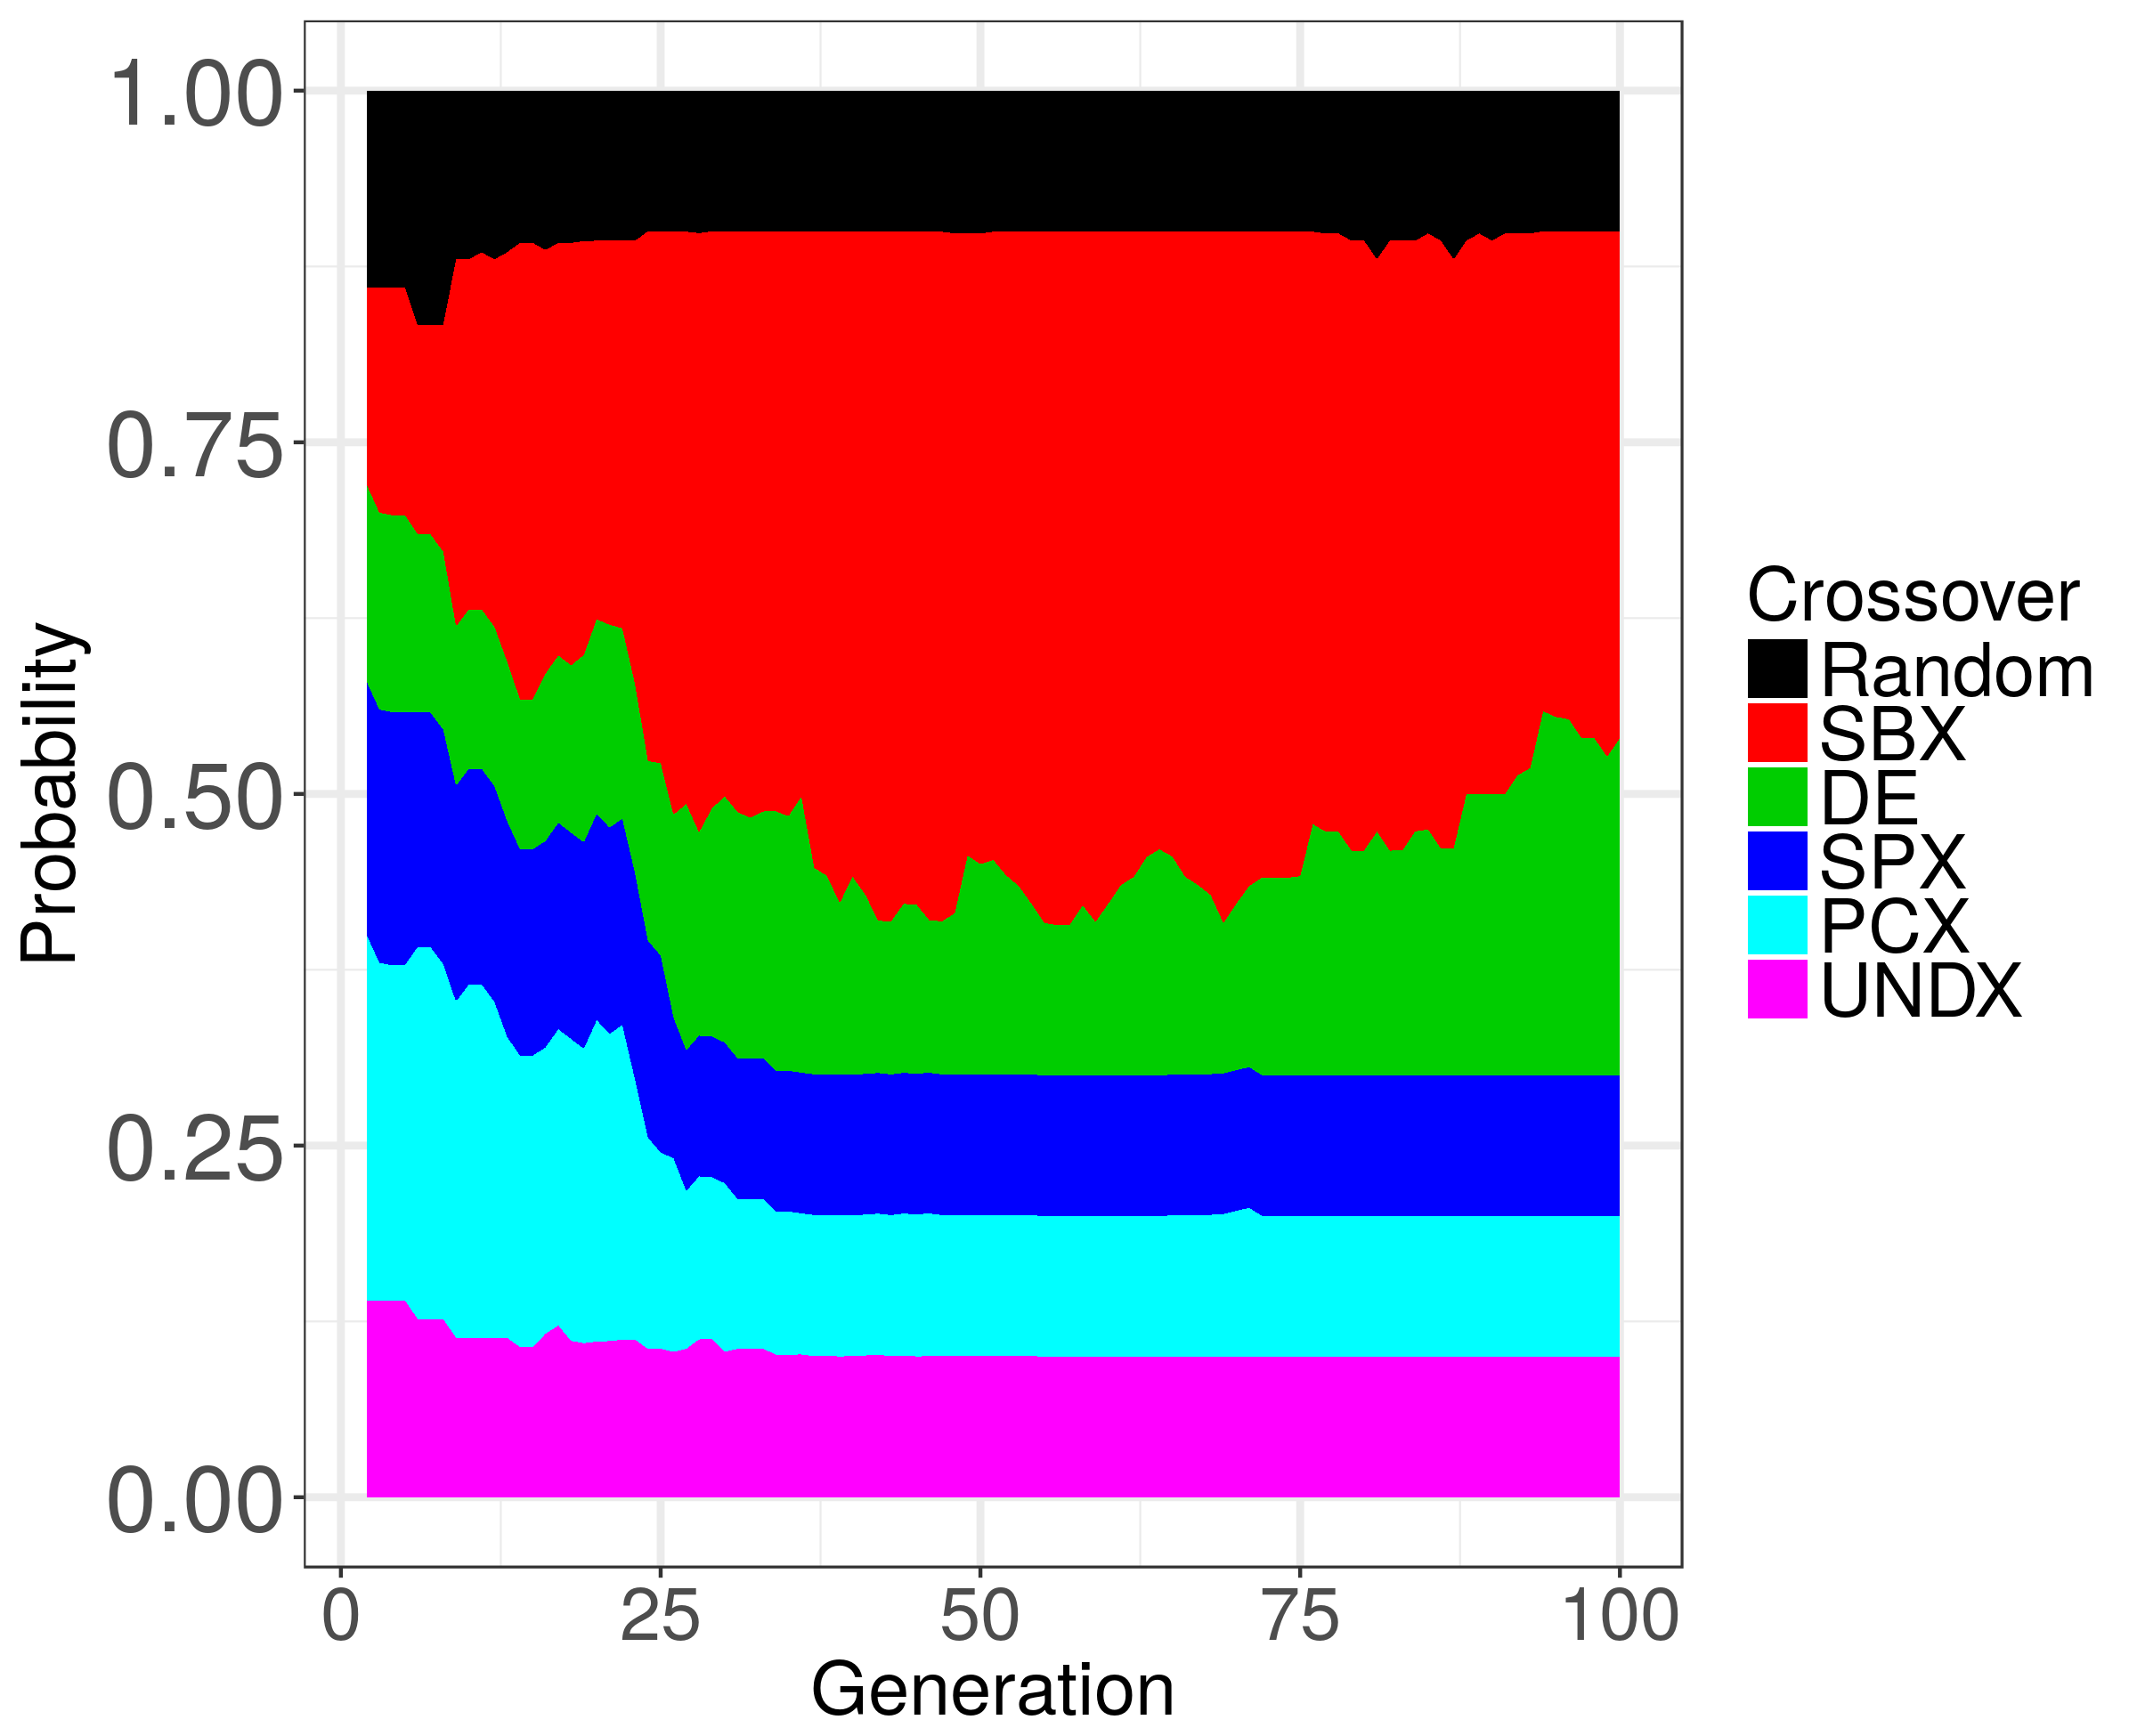 1.00
0.75
0.50
0.25
0.00
Probability
0
25
50
75
100
Generation
Crossover
Random
SBX
DE
SPX
PCX
UNDX